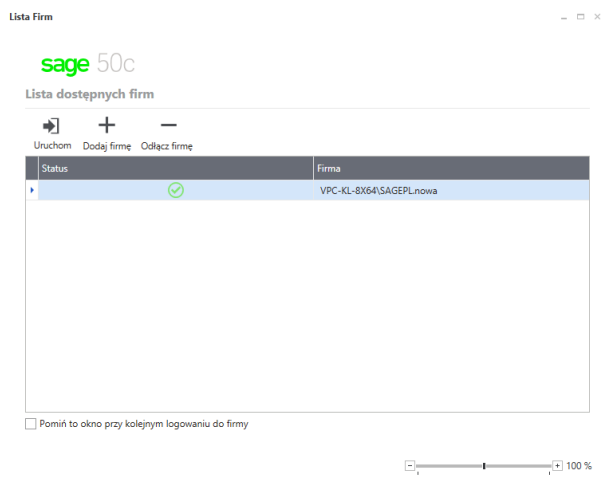 Lista Firm
sage 50c
Lista dostępnych firm
Uruchom Dodaj firmę Odłącz firmę
Status Firma
VPC-KL-8X64\SAGEPL.nowa
Pomiń to okno przy kolejnym logowaniu do firmy
100 %